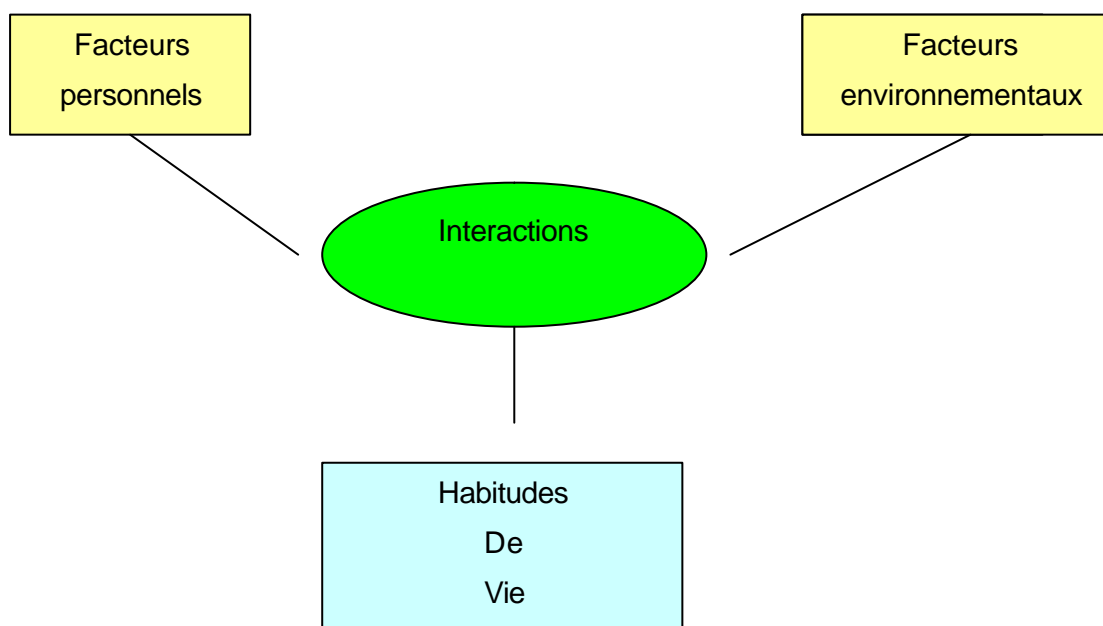 Facteurs
personnels
Facteurs
environnementaux
Interactions
Habitudes
De
Vie